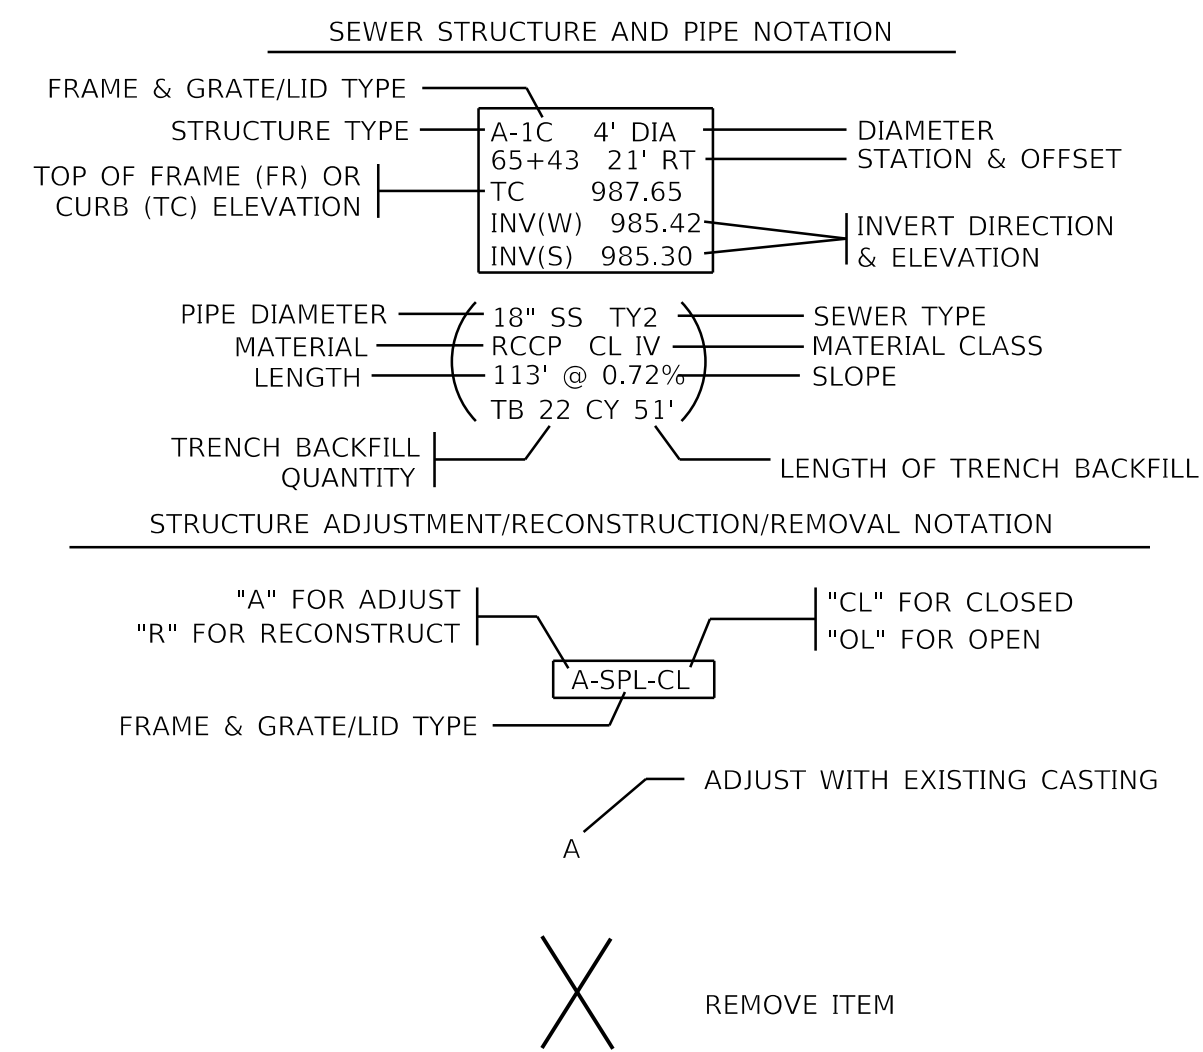 SEWER STRUCTURE AND PIPE NOTATION
FRAME & GRATE/LID TYPE
STRUCTURE TYPE
TOP OF FRAME (FR) OR
CURB (TC) ELEVATION
A-1C 4' DIA
65+43 21' RT
TC 987.65
INV(W) 985.42
INV(S) 985.30
DIAMETER
STATION & OFFSET
INVERT DIRECTION
& ELEVATION
PIPE DIAMETER
MATERIAL
LENGTH
18" SS TY2
RCCP CL IV
113' @ 0.72%
TB 22 CY 51'
SEWER TYPE
MATERIAL CLASS
SLOPE
TRENCH BACKFILL
QUANTITY
LENGTH OF TRENCH BACKFILL
STRUCTURE ADJUSTMENT/RECONSTRUCTION/REMOVAL NOTATION
"A" FOR ADJUST
"R" FOR RECONSTRUCT
"CL" FOR CLOSED
"OL" FOR OPEN
A-SPL-CL
FRAME & GRATE/LID TYPE
ADJUST WITH EXISTING CASTING
A
REMOVE ITEM